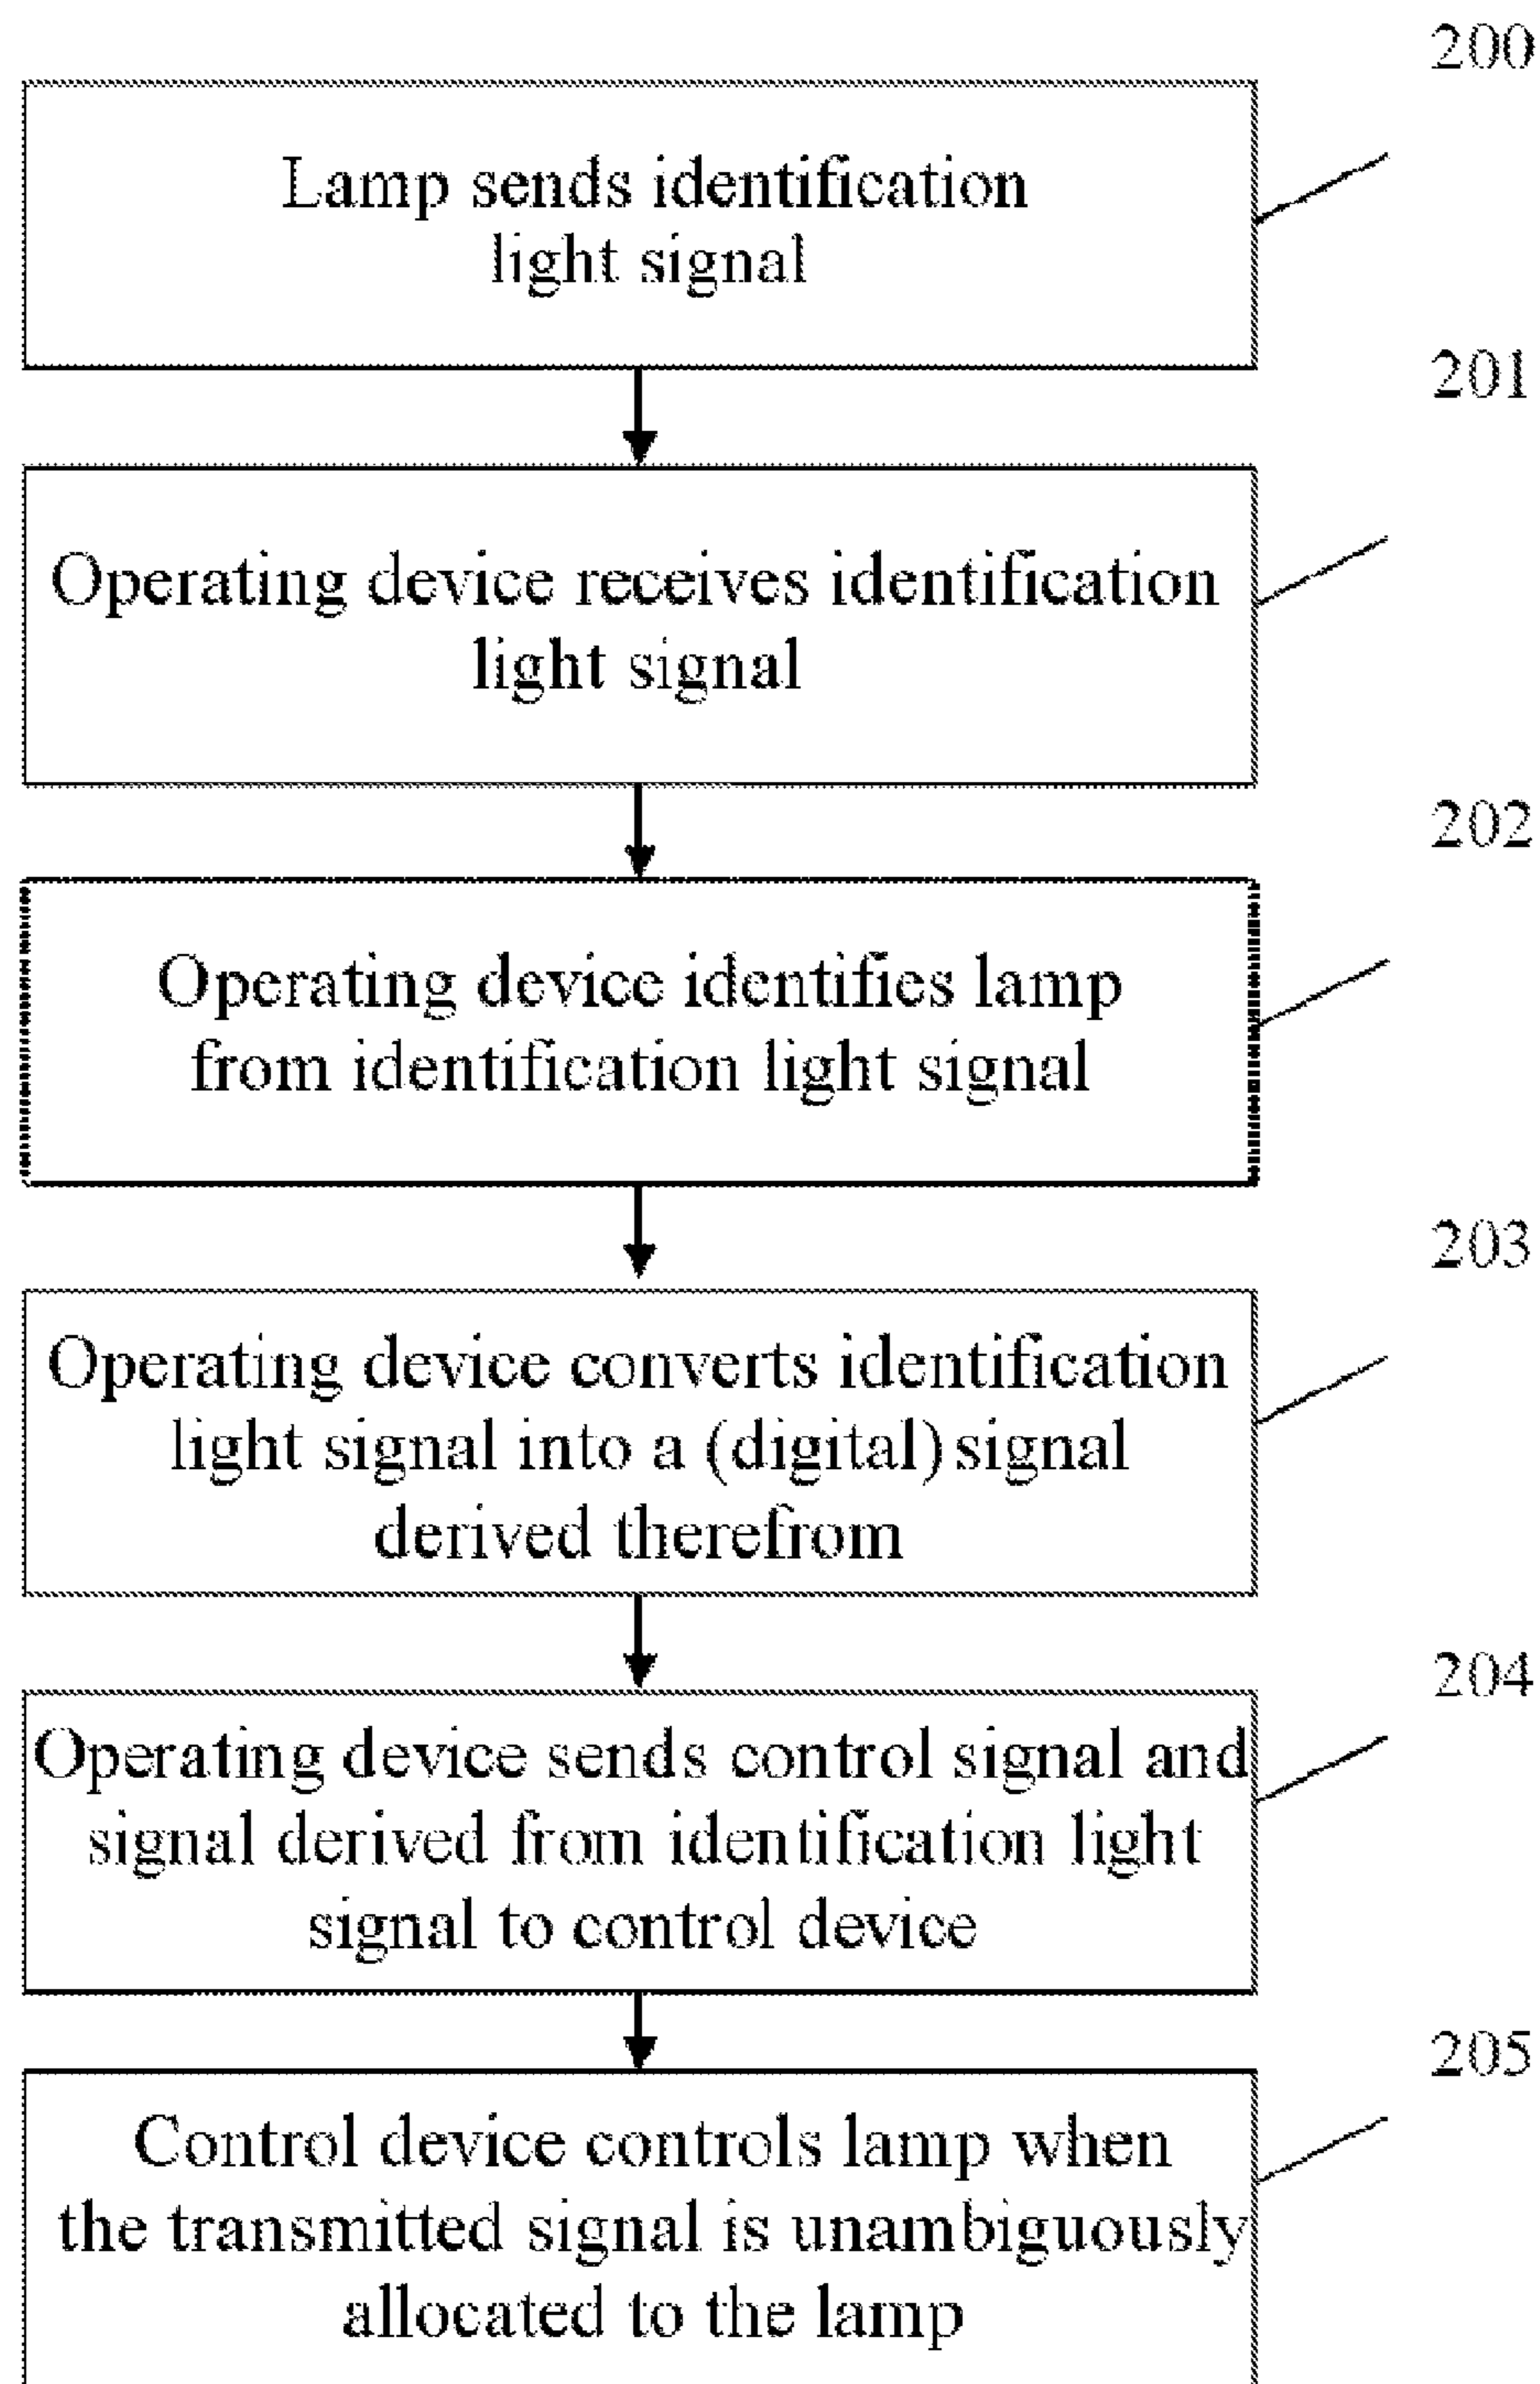 200
Lamp sends identification
light signal
201
Operating device receives identification
light signal
202
Operating device identifies lamp
from identification light signal
203
Operating device converts identification
light signal into a (digital) signal
derived therefrom
204
Operating device sends control signal and
signal derived from identification light
signal to control device
205
Control device controls lamp when
the transmitted signal is unambiguously
allocated to the lamp